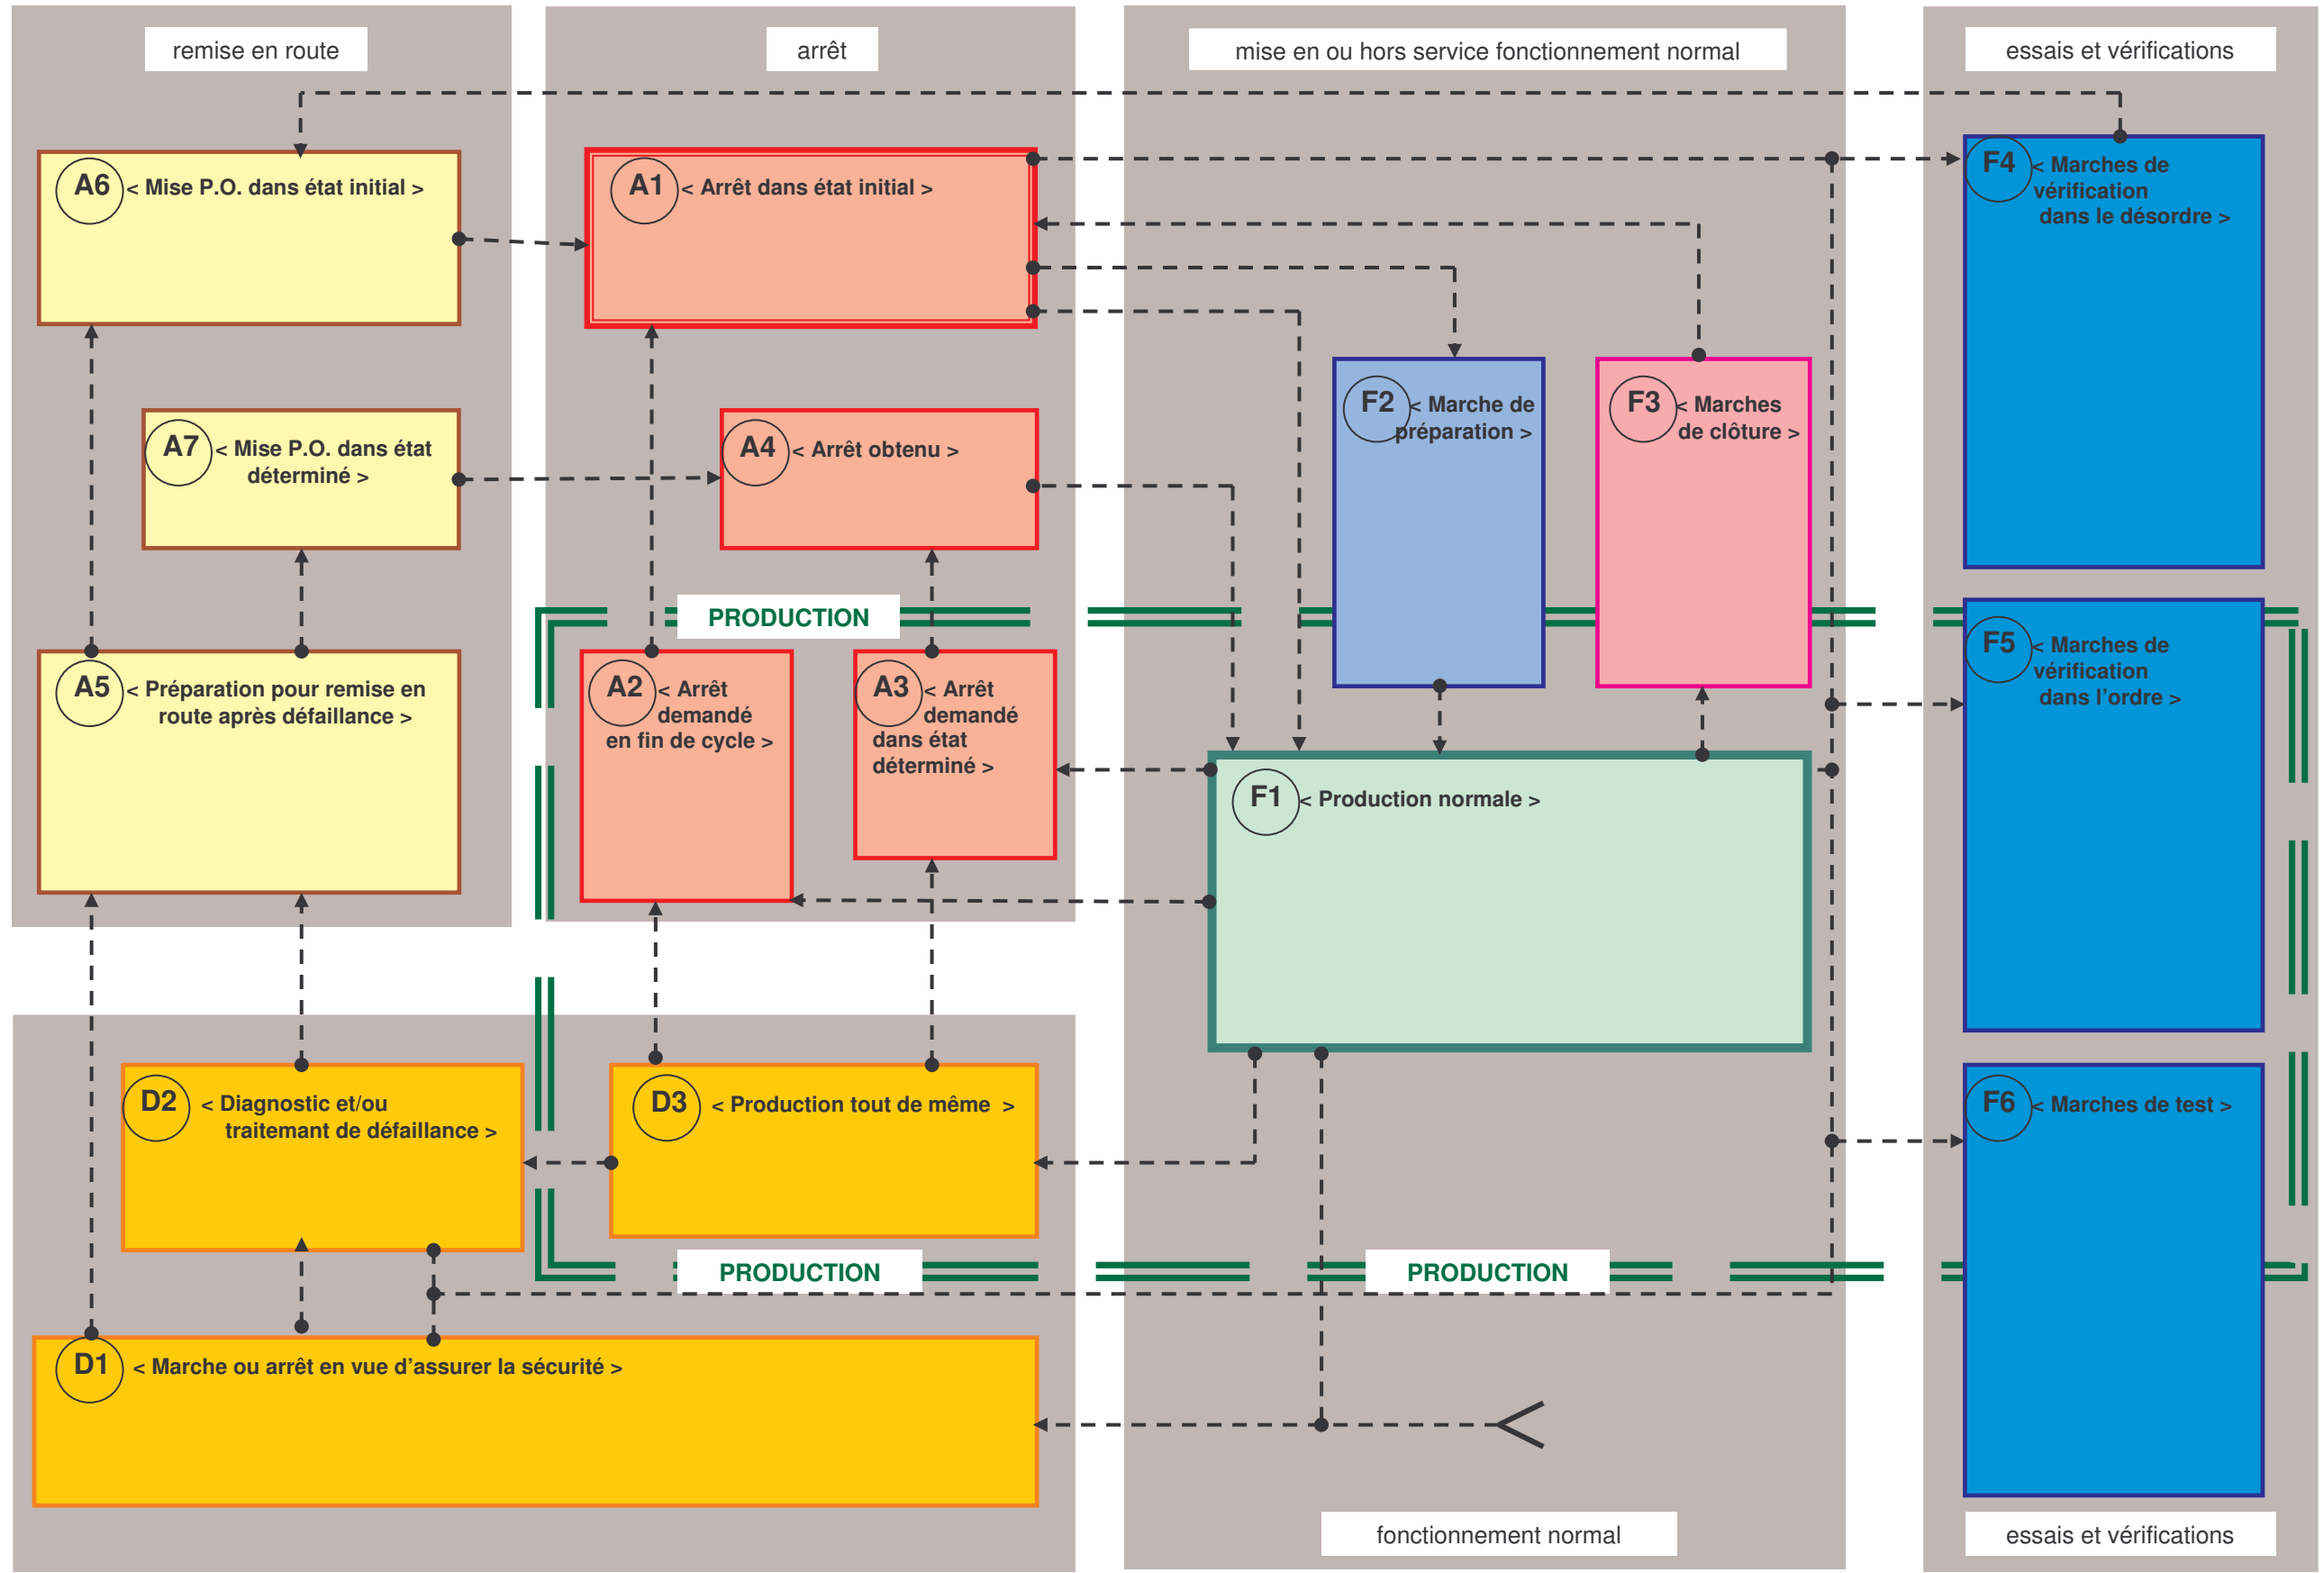 remise en route
arrêt
mise en ou hors service fonctionnement normal
essais et vérifications
A6 < Mise P.O. dans état initial >
A1 < Arrêt dans état initial >
F4 < Marches de
vérification
dans le désordre >
A7 < Mise P.O. dans état
déterminé >
A4 < Arrêt obtenu >
F2 < Marche de
préparation >
F3 < Marches
de clôture >
PRODUCTION
A5 < Préparation pour remise en
route après défaillance >
A2 < Arrêt
demandé
en fin de cycle >
A3 < Arrêt
demandé
dans état
déterminé >
F5 < Marches de
vérification
dans l'ordre >
F1 < Production normale >
D2 < Diagnostic et/ou
traitemant de défaillance >
D3 < Production tout de même >
F6 < Marches de test >
PRODUCTION
PRODUCTION
D1 < Marche ou arrêt en vue d'assurer la sécurité >
fonctionnement normal
essais et vérifications